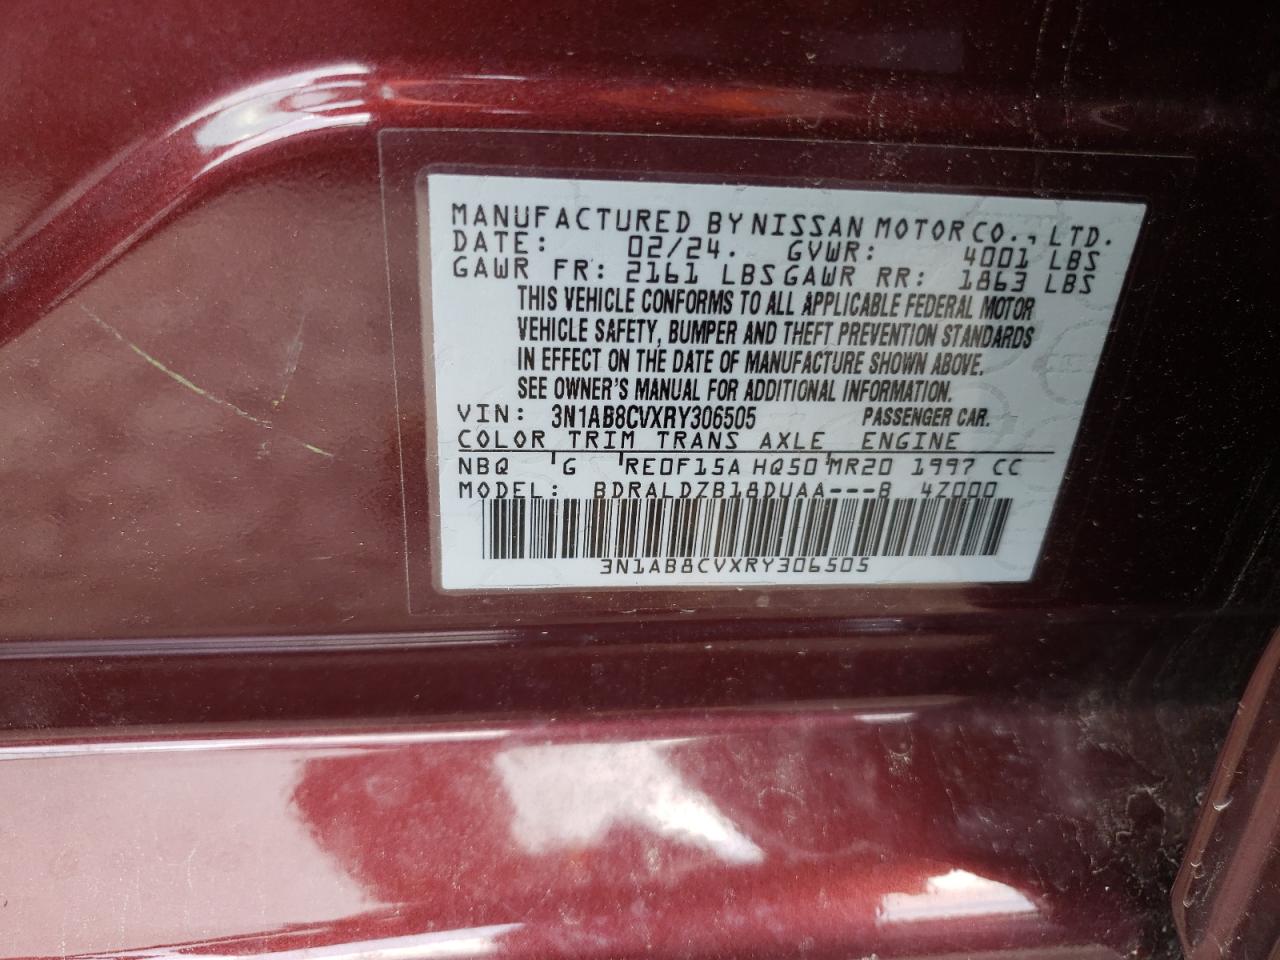 MANUFACTURED BY NISSAN MOTOR CO., LTD.
DATE: 02/24. GVWR: 4001 LBS
GAWR FR: 2161 LBS GAWR RR: 1863 LBS
THIS VEHICLE CONFORMS TO ALL APPLICABLE FEDERAL MOTOR
VEHICLE SAFETY, BUMPER AND THEFT PREVENTION STANDARDS
IN EFFECT ON THE DATE OF MANUFACTURE SHOWN ABOVE.
SEE OWNER'S MANUAL FOR ADDITIONAL INFORMATION.
VIN: 3N1AB8CVXRY306505 PASSENGER CAR.
COLOR TRIM TRANS AXLE ENGINE
NBQ G RE0F15A HQ50 MR20 1997 CC
MODEL: BDRALDZB18DUAA---B 4Z000
3N1AB8CVXRY306505